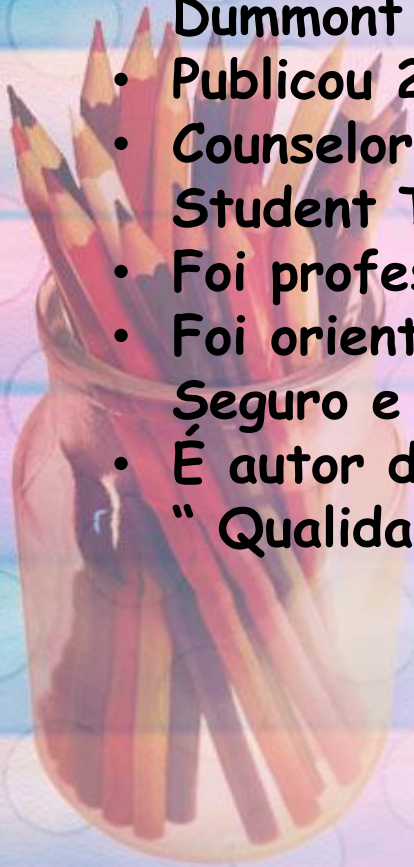 Dummont
• Publicou 2
• Counselor
Student
• Foi profes
• Foi orient
Seguro e
• É autor d
“ Qualida